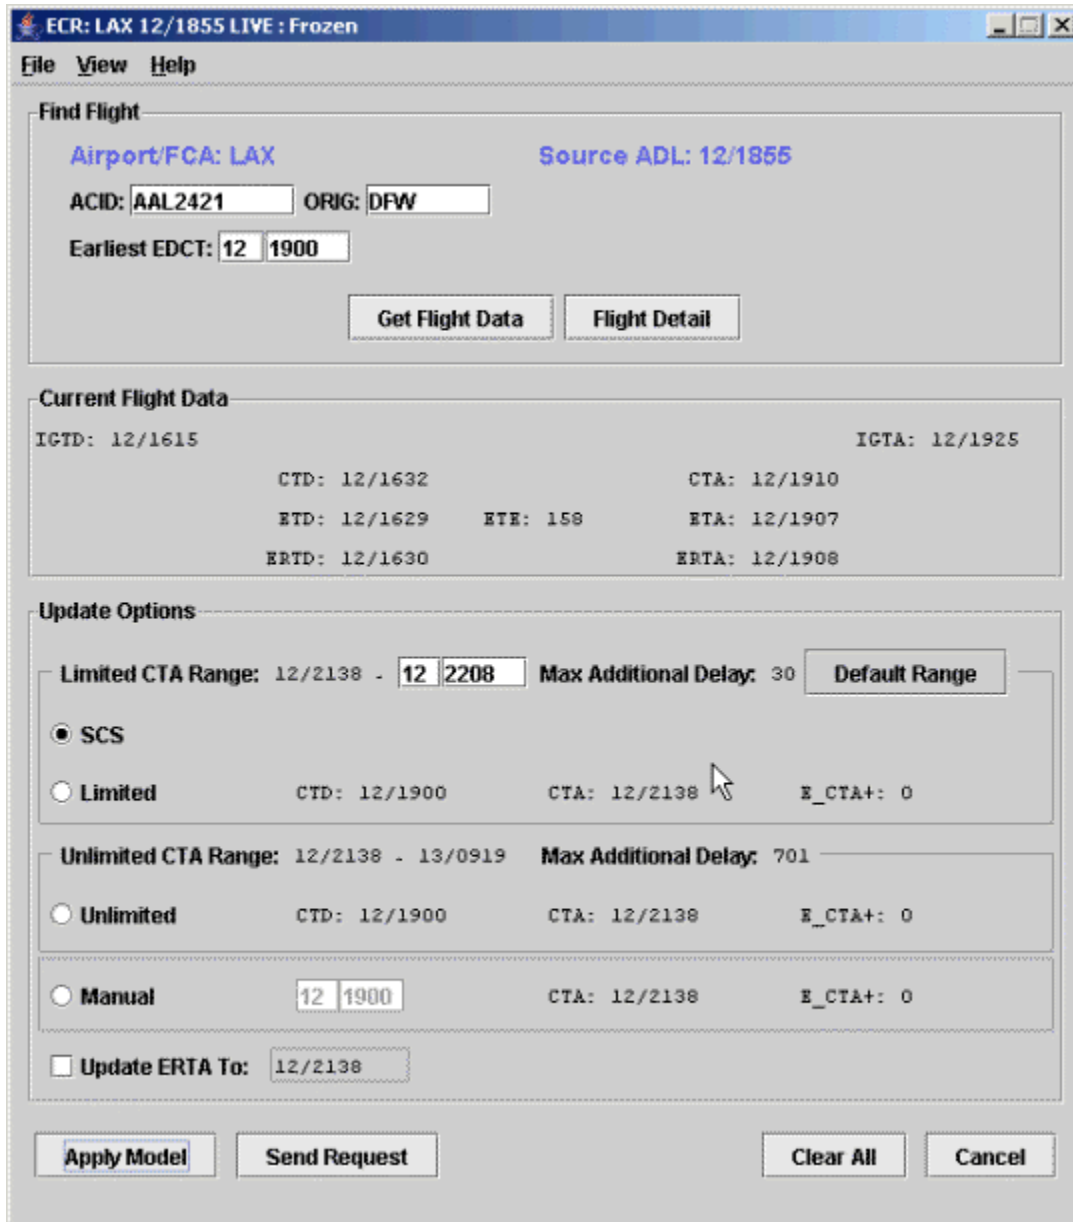 ECR: LAX 12/1855 LIVE : Frozen
File View Help
Find Flight
Airport/FCA: LAX Source ADL: 12/1855
ACID: AAL2421 ORIG: DFW
Earliest EDCT: 12 1900
Get Flight Data Flight Detail
Current Flight Data
IGTD: 12/1615 IGTA: 12/1925
CTD: 12/1632 CTA: 12/1910
ETD: 12/1629 ETE: 158 ETA: 12/1907
ERTD: 12/1630 ERTA: 12/1908
Update Options
Limited CTA Range: 12/2138 - 12 2208 Max Additional Delay: 30 Default Range
SCS
Limited CTD: 12/1900 CTA: 12/2138 E_CTA+: 0
Unlimited CTA Range: 12/2138 - 13/0919 Max Additional Delay: 701
Unlimited CTD: 12/1900 CTA: 12/2138 E_CTA+: 0
Manual 12 1900 CTA: 12/2138 E_CTA+: 0
Update ERTA To: 12/2138
Apply Model Send Request Clear All Cancel